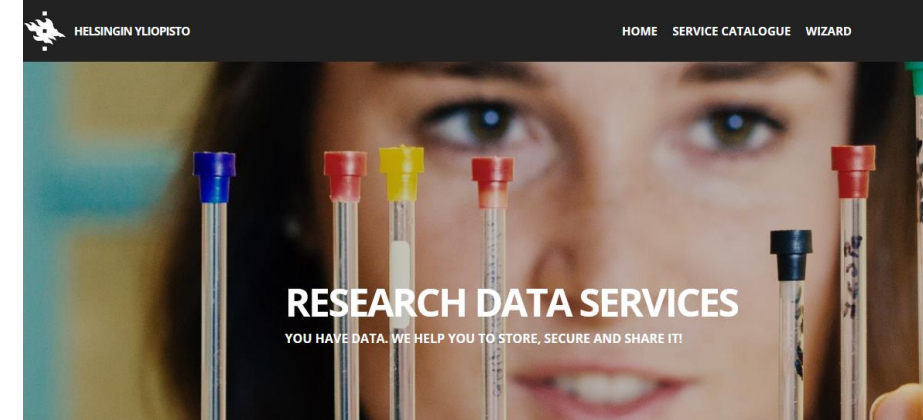 HELSINGIN YLIOPISTO
HOME SERVICE CATALOGUE WIZARD
RESEARCH DATA SERVICES
YOU HAVE DATA. WE HELP YOU TO STORE, SECURE AND SHARE IT!